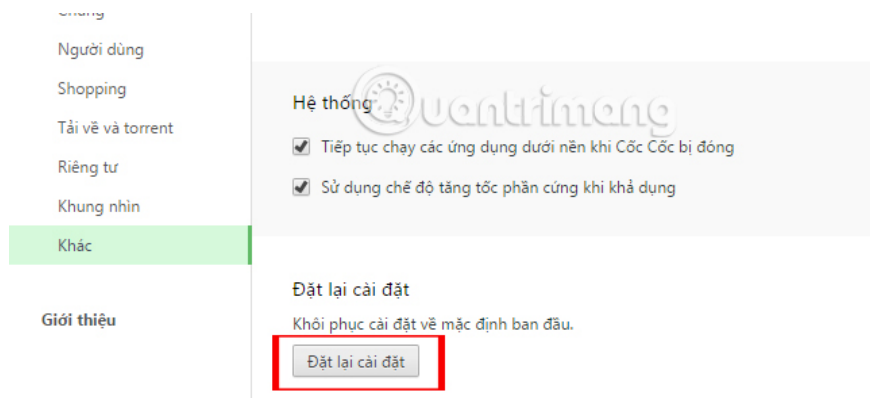 Chung
Người dùng
Shopping
Tải về và torrent
Riêng tư
Khung nhìn
Khác
Giới thiệu
Quantrimang
Hệ thống
Tiếp tục chạy các ứng dụng dưới nền khi Cốc Cốc bị đóng
Sử dụng chế độ tăng tốc phần cứng khi khả dụng
Đặt lại cài đặt
Khôi phục cài đặt về mặc định ban đầu.
Đặt lại cài đặt